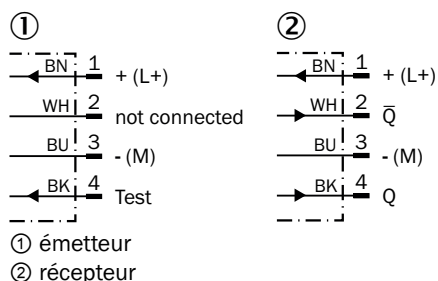 ①
BN 1 + (L+)
WH 2 not connected
BU 3 - (M)
BK 4 Test
②
BN 1 + (L+)
WH 2 Q̅
BU 3 - (M)
BK 4 Q
① émetteur
② récepteur